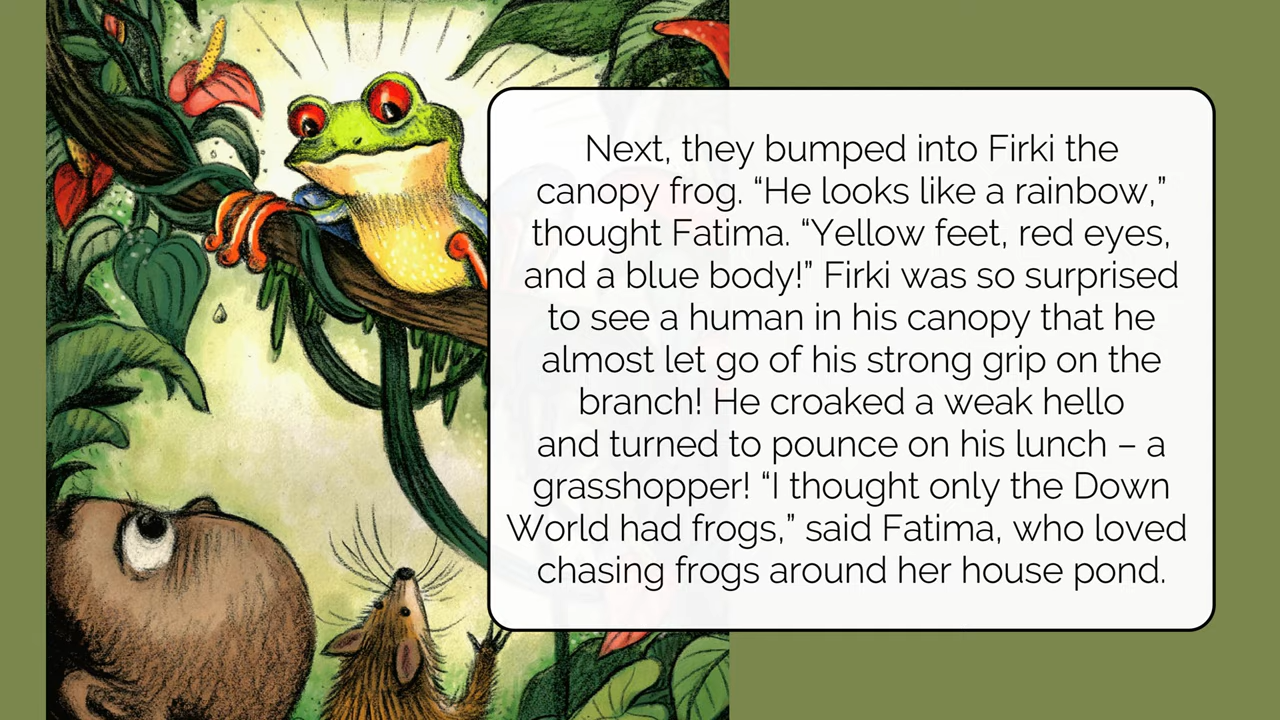 Next, they bumped into Firki the
canopy frog. “He looks like a rainbow,”
thought Fatima. “Yellow feet, red eyes,
and a blue body!” Firki was so surprised
to see a human in his canopy that he
almost let go of his strong grip on the
branch! He croaked a weak hello
and turned to pounce on his lunch – a
grasshopper! “I thought only the Down
World had frogs,” said Fatima, who loved
chasing frogs around her house pond.